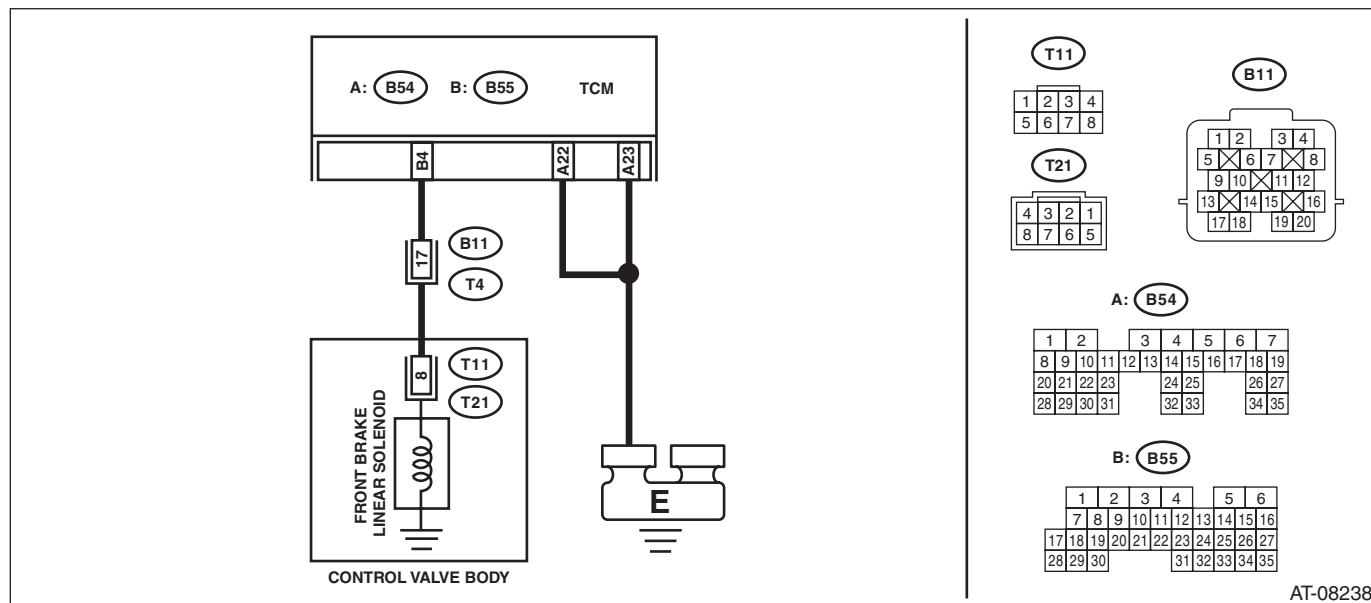 A: B54 B: B55 TCM
B4 A22 A23
17 B11
T4
8 T11
T21
FRONT BRAKE
LINEAR SOLENOID
CONTROL VALVE BODY
E
T11
1 2 3 4
5 6 7 8
T21
4 3 2 1
8 7 6 5
B11
1 2 3 4
5 6 7 8
9 10 11 12
13 14 15 16
17 18 19 20
A: B54
1 2 3 4 5 6 7
8 9 10 11 12 13 14 15 16 17 18 19
20 21 22 23 24 25 26 27
28 29 30 31 32 33 34 35
B: B55
1 2 3 4 5 6
7 8 9 10 11 12 13 14 15 16
17 18 19 20 21 22 23 24 25 26 27
28 29 30 31 32 33 34 35
AT-08238